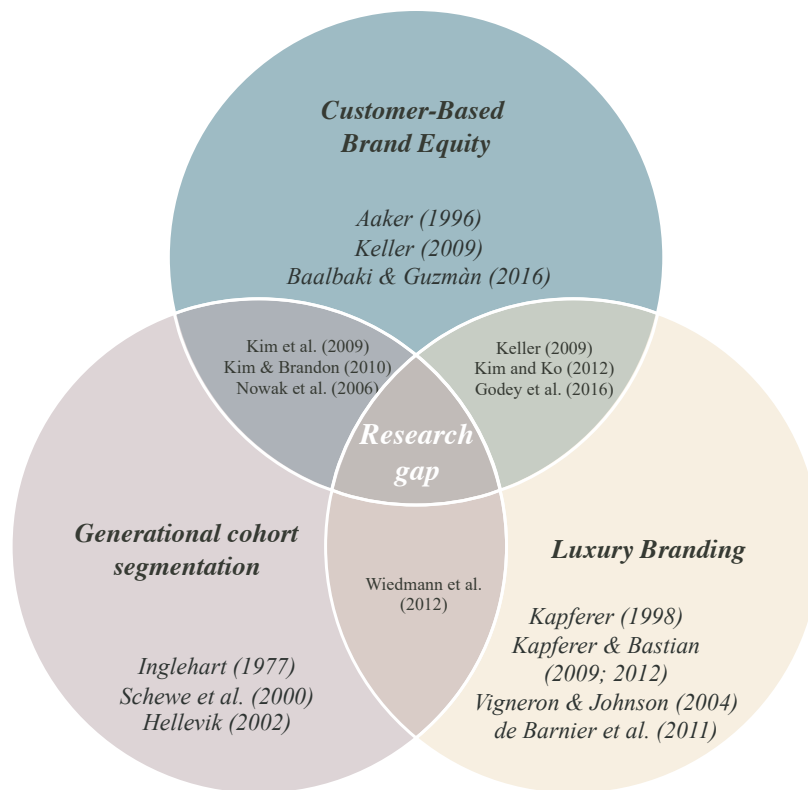 Customer-Based
Brand Equity
Aaker (1996)
Keller (2009)
Baalbaki & Guzmàn (2016)
Kim et al. (2009)
Kim & Brandon (2010)
Nowak et al. (2006)
Keller (2009)
Kim and Ko (2012)
Godey et al. (2016)
Research
gap
Generational cohort
segmentation
Inglehart (1977)
Schewe et al. (2000)
Hellevik (2002)
Wiedmann et al.
(2012)
Luxury Branding
Kapferer (1998)
Kapferer & Bastian
(2009; 2012)
Vigneron & Johnson (2004)
de Barnier et al. (2011)